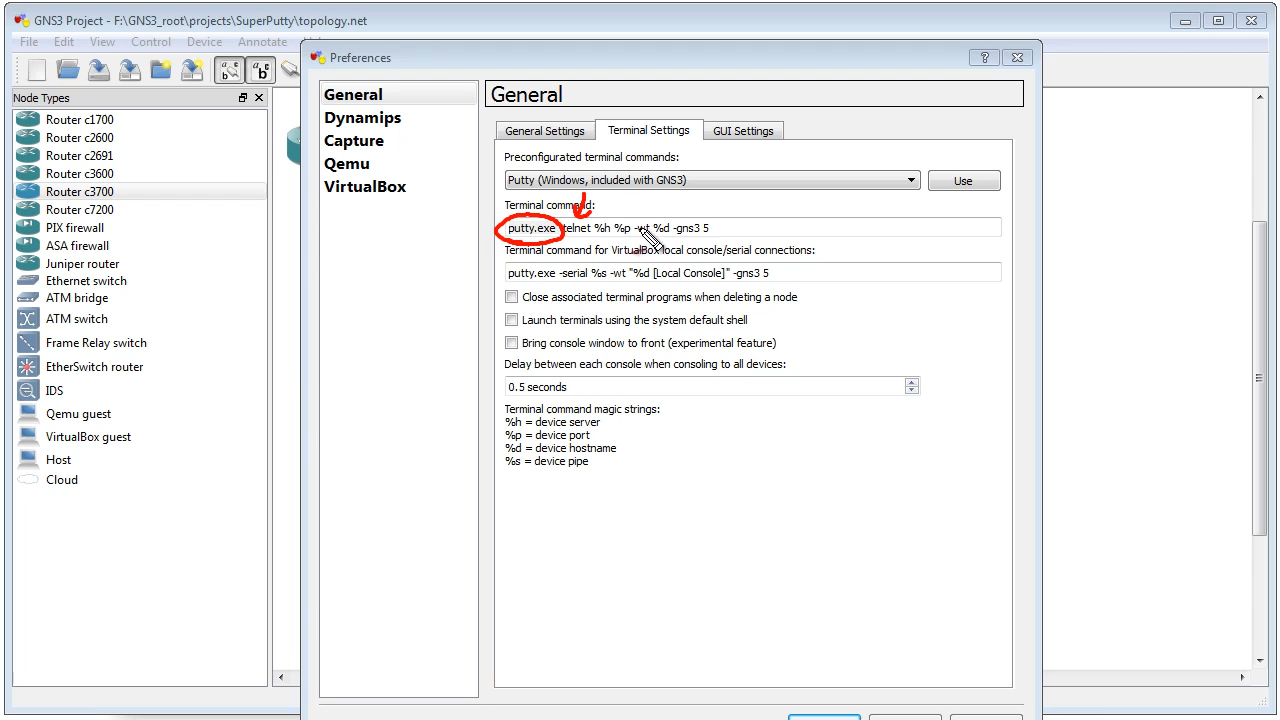 GNS3 Project - F:\GNS3_root\projects\SuperPutty\topology.net
File Edit View Control Device Annotate
Preferences
Node Types
Router c1700
Router c2600
Router c2691
Router c3600
Router c3700
Router c7200
PIX firewall
ASA firewall
Juniper router
Ethernet switch
ATM bridge
ATM switch
Frame Relay switch
EtherSwitch router
IDS
Qemu guest
VirtualBox guest
Host
Cloud
General
Dynamips
Capture
Qemu
VirtualBox
General
General Settings Terminal Settings GUI Settings
Preconfigurated terminal commands:
Putty (Windows, included with GNS3) Use
Terminal command:
putty.exe -telnet %h %p -wt %d -gns3 5
Terminal command for VirtualBox local console/serial connections:
putty.exe -serial %s -wt "%d [Local Console]" -gns3 5
Close associated terminal programs when deleting a node
Launch terminals using the system default shell
Bring console window to front (experimental feature)
Delay between each console when consoling to all devices:
0.5 seconds
Terminal command magic strings:
%h = device server
%p = device port
%d = device hostname
%s = device pipe